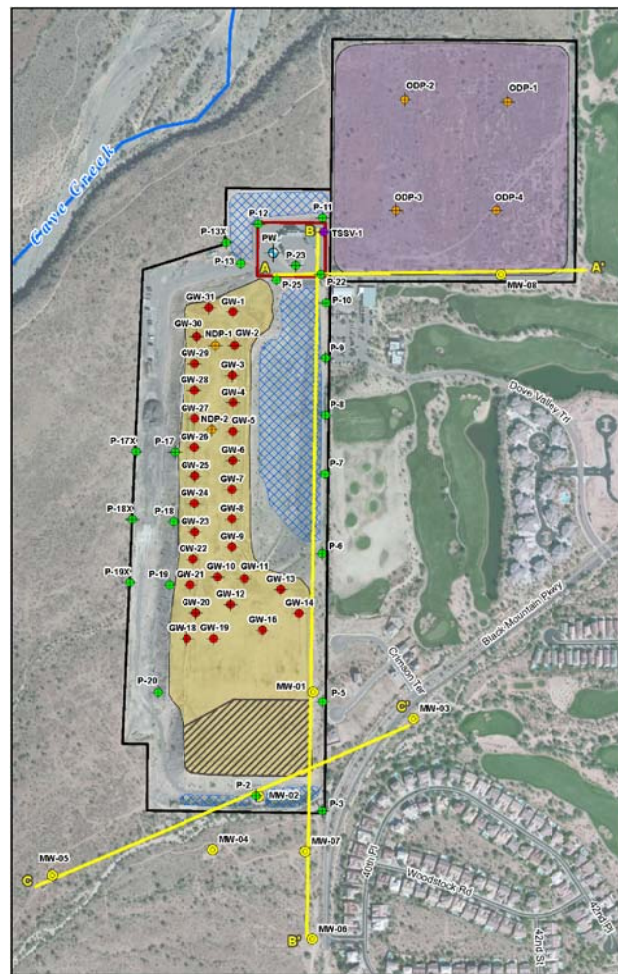 ODP-2
ODP-1
ODP-3
ODP-4
Cave Creek
P-11
P-12
B
TSSV-1
P-13X
PW
P-23
P-13
A
A'
P-25
P-22
MW-08
GW-31
GW-1
P-10
GW-30
NDP-1
GW-2
P-9
GW-29
GW-3
GW-28
GW-4
Dove Valley Trl
P-8
GW-27
NDP-2
GW-5
P-17X
P-17
GW-26
GW-6
P-7
GW-25
GW-7
GW-24
P-18X
P-18
GW-8
GW-23
GW-9
P-6
GW-22
GW-10
GW-11
P-19X
P-19
GW-21
GW-13
Black Mountain Pkwy
GW-12
GW-20
GW-14
GW-18
GW-19
GW-16
Crimson Ter
P-20
MW-01
P-5
C'
MW-03
P-2
MW-02
P-3
40th Pl
MW-04
MW-07
MW-05
C
Woodstock Rd
42nd Pl
42nd St
B'
MW-06